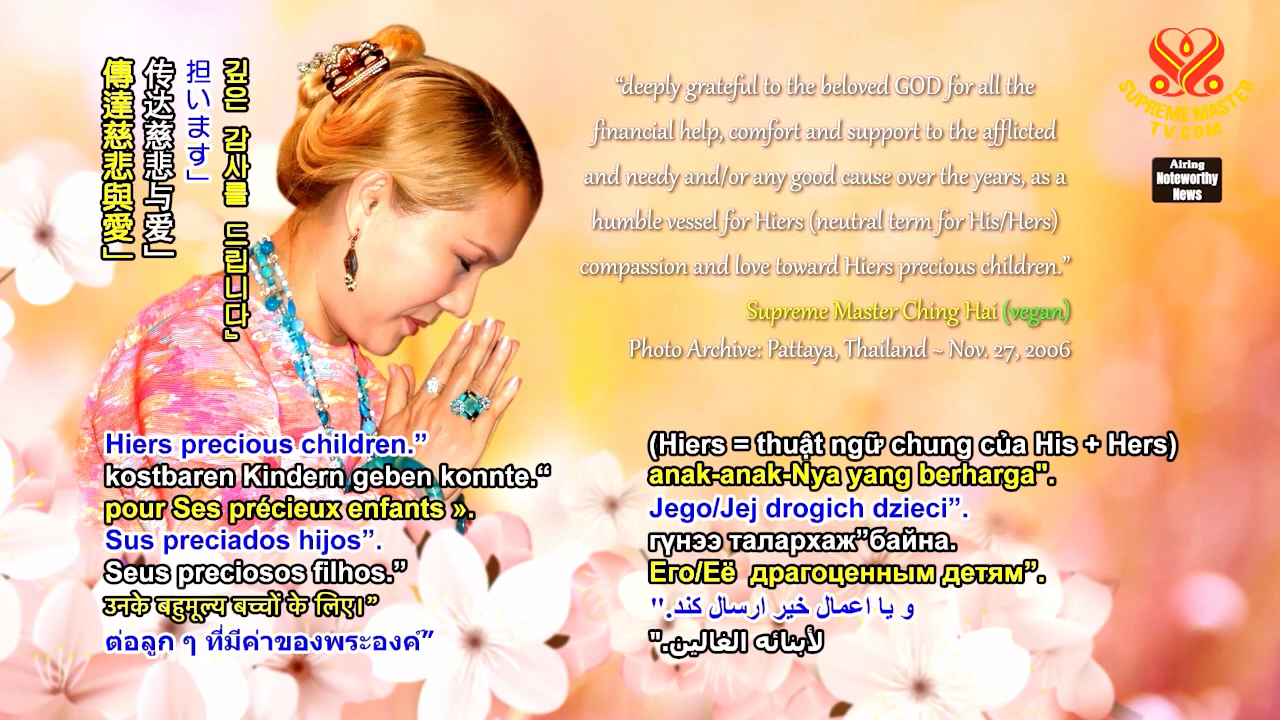 傳達慈悲與愛」
传达慈悲与爱」
担います」
깊은 감사를 드립니다』
“deeply grateful to the beloved GOD for all the
financial help, comfort and support to the afflicted
and needy and/or any good cause over the years, as a
humble vessel for Hiers (neutral term for His/Hers)
compassion and love toward Hiers precious children.”
Supreme Master Ching Hai (vegan)
Photo Archive: Pattaya, Thailand ~ Nov. 27, 2006
SUPREME MASTER
TV.COM
Airing
Noteworthy
News
Hiers precious children.”
kostbaren Kindern geben konnte.“
pour Ses précieux enfants ».
Sus preciados hijos”.
Seus preciosos filhos.”
उनके बहुमूल्य बच्चों के लिए।”
ต่อลูก ๆ ที่มีค่าของพระองค์”
(Hiers = thuật ngữ chung của His + Hers)
anak-anak-Nya yang berharga".
Jego/Jej drogich dzieci”.
гүнээ талархаж”байна.
Его/Её драгоценным детям”.
و یا اعمال خیر ارسال کند."
لأبنائه الغالين."